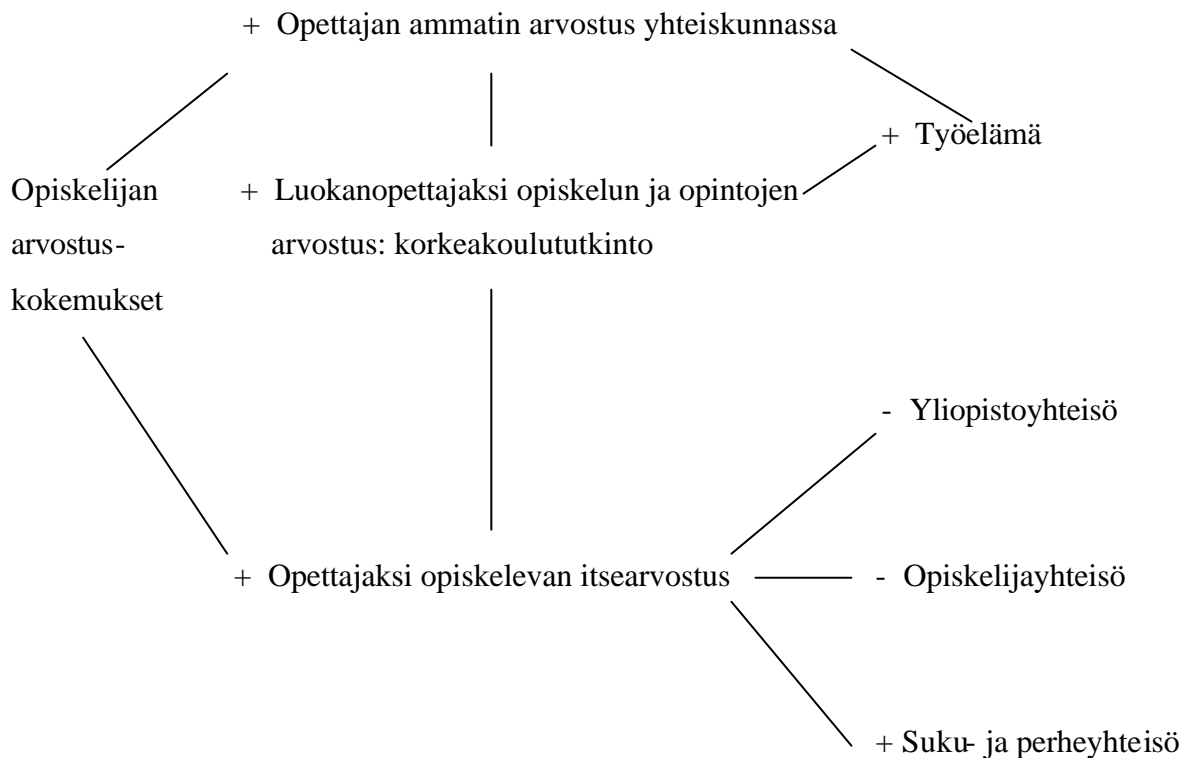 + Opettajan ammatin arvostus yhteiskunnassa
+ Työelämä
Opiskelijan
arvostus-
kokemukset
+ Luokanopettajaksi opiskelun ja opintojen
arvostus: korkeakoulututkinto
- Yliopistoyhteisö
+ Opettajaksi opiskelevan itsearvostus
- Opiskelijayhteisö
+ Suku- ja perheyhteisö